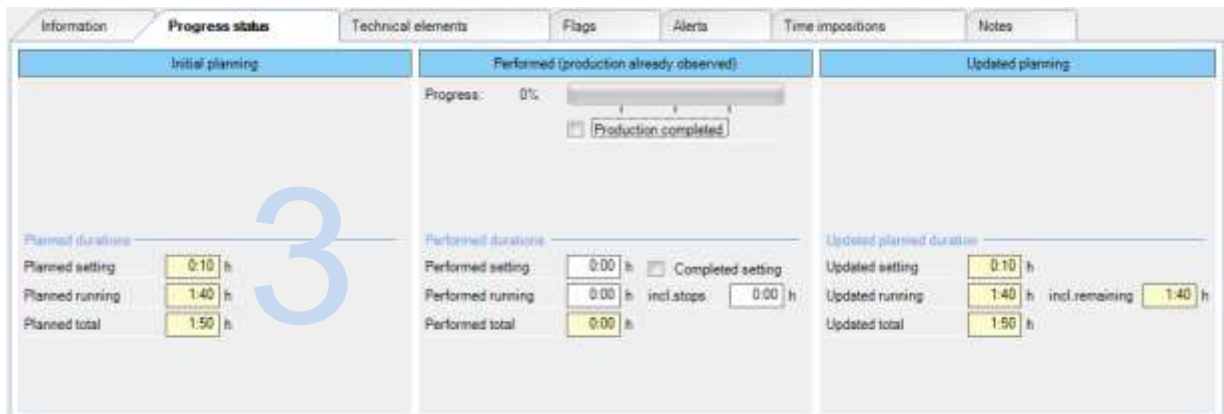 Information Progress status Technical elements Flags Alerts Time impositions Notes
Initial planning Performed (production already observed) Updated planning
Progress: 0%
Production completed
3
Planned durations Performed durations Updated planned duration
Planned setting 0:10 h Performed setting 0:00 h Completed setting Updated setting 0:10 h
Planned running 1:40 h Performed running 0:00 h incl.stops 0:00 h Updated running 1:40 h incl.remaining 1:40 h
Planned total 1:50 h Performed total 0:00 h Updated total 1:50 h